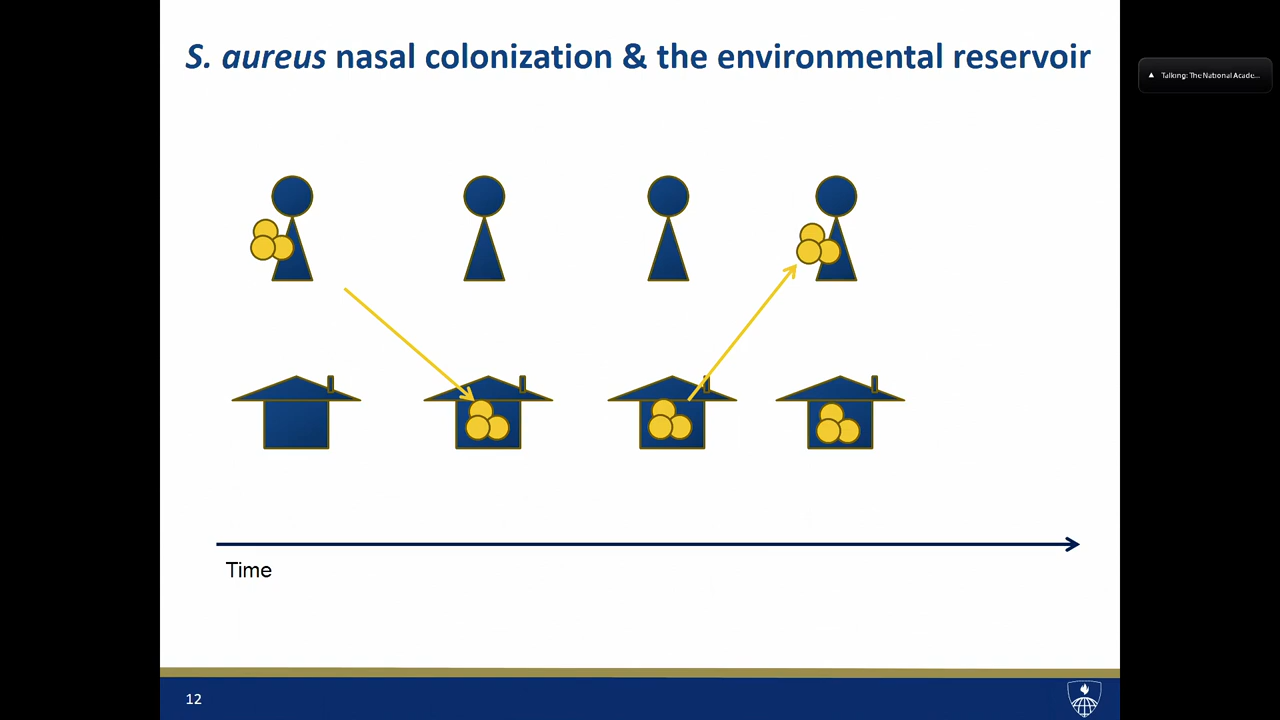 S. aureus nasal colonization & the environmental reservoir
Talking: The National Acade...
Time
12